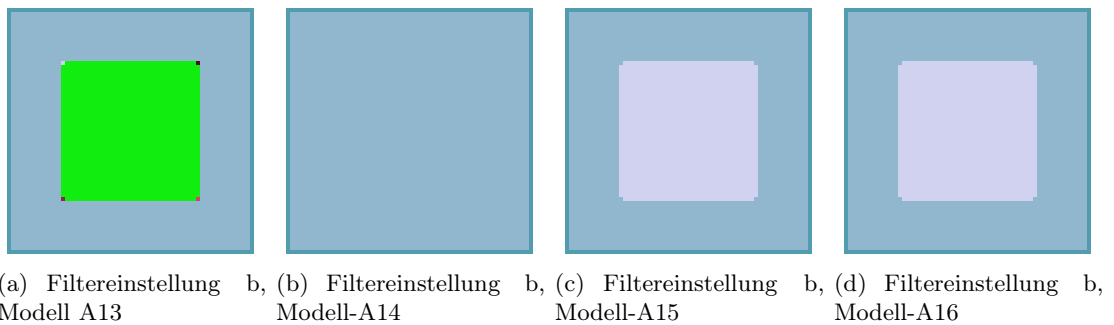 (a) Filtereinstellung b, Modell A13
(b) Filtereinstellung b, Modell-A14
(c) Filtereinstellung b, Modell-A15
(d) Filtereinstellung b, Modell-A16